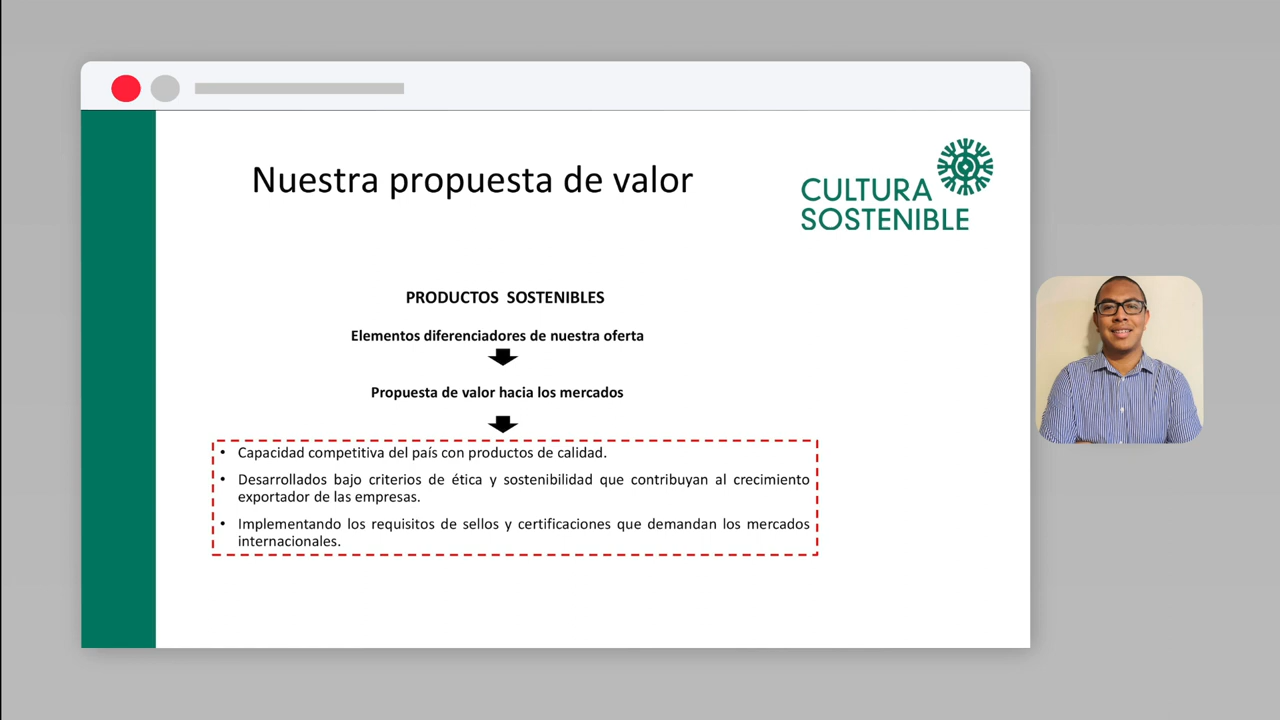 Nuestra propuesta de valor
CULTURA
SOSTENIBLE
PRODUCTOS SOSTENIBLES
Elementos diferenciadores de nuestra oferta
Propuesta de valor hacia los mercados
• Capacidad competitiva del país con productos de calidad.
• Desarrollados bajo criterios de ética y sostenibilidad que contribuyan al crecimiento
exportador de las empresas.
• Implementando los requisitos de sellos y certificaciones que demandan los mercados
internacionales.